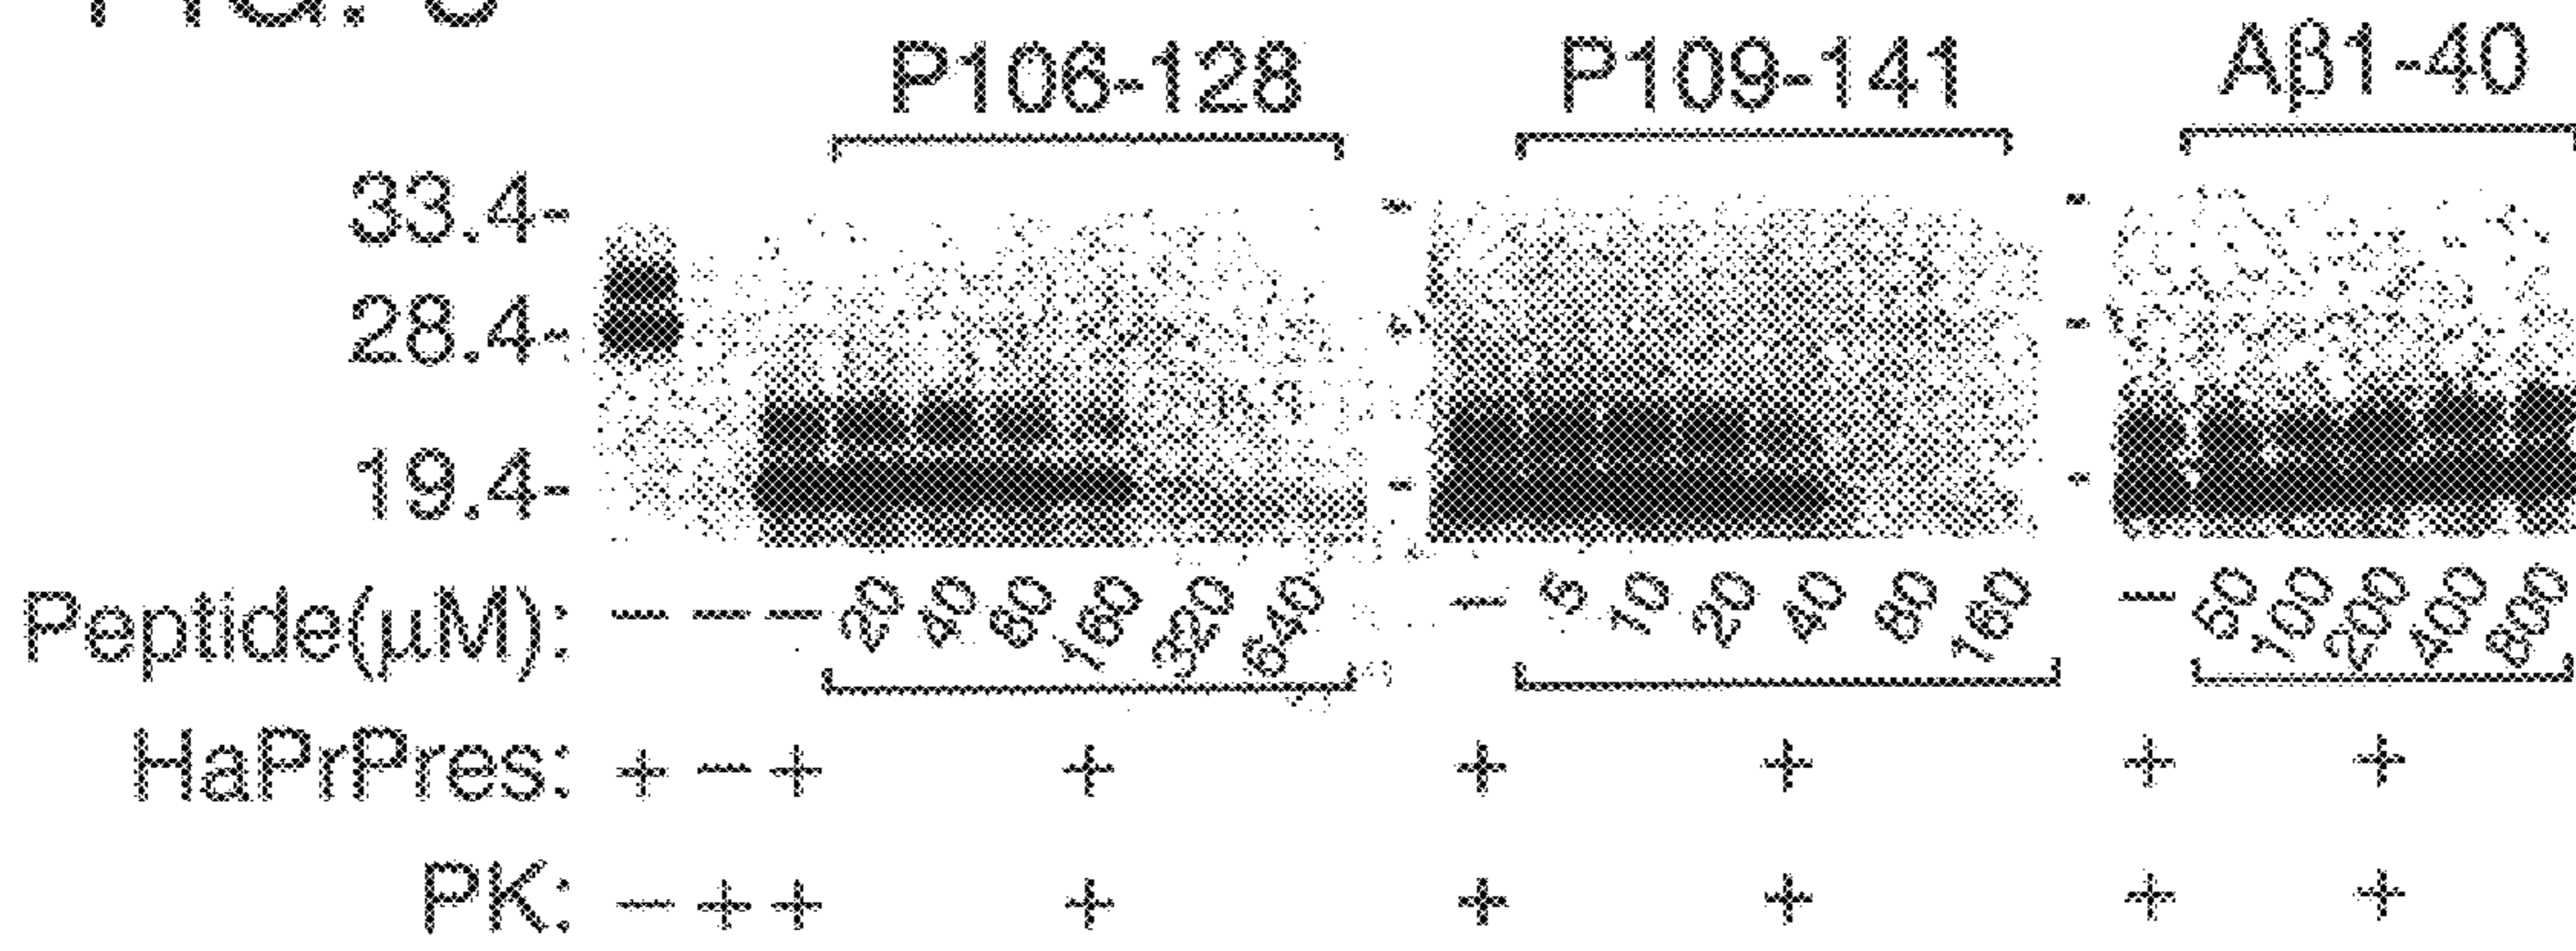 P106-128 P109-141 Aβ1-40
33.4-
28.4-
19.4-
Peptide(μM): — — — 20 40 80 160 320 640 — 5 10 20 40 80 160 — 50 100 200 400 800
HaPrPres: + — + + + + + +
PK: — + + + + + + +